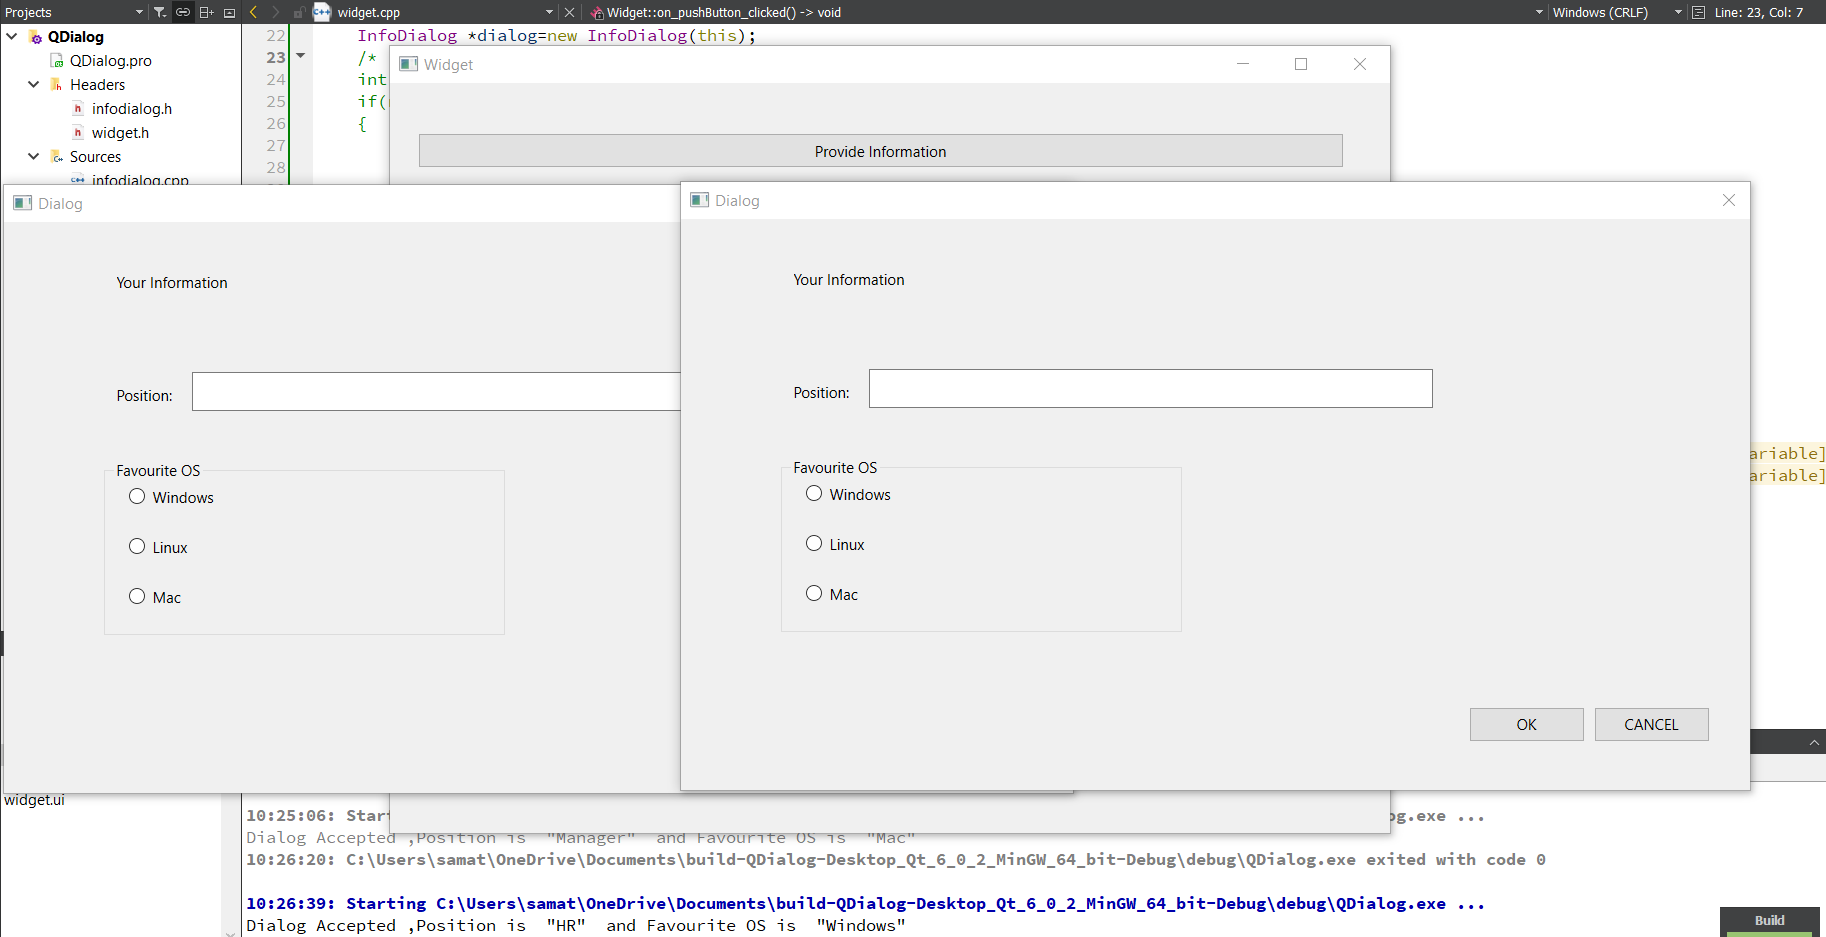 Projects
widget.cpp
Widget::on_pushButton_clicked() -> void
Windows (CRLF)
Line: 23, Col: 7
QDialog
QDialog.pro
Headers
infodialog.h
widget.h
Sources
infodialog.cpp
widget.ui
22 InfoDialog *dialog=new InfoDialog(this);
23 /*
24 int
25 if(
26 {
27
28
Widget
Provide Information
Dialog
Your Information
Position:
Favourite OS
Windows
Linux
Mac
Dialog
Your Information
Position:
Favourite OS
Windows
Linux
Mac
OK
CANCEL
ariable]
ariable]
10:25:06: Start og.exe ...
Dialog Accepted ,Position is "Manager" and Favourite OS is "Mac"
10:26:20: C:\Users\samat\OneDrive\Documents\build-QDialog-Desktop_Qt_6_0_2_MinGW_64_bit-Debug\debug\QDialog.exe exited with code 0
10:26:39: Starting C:\Users\samat\OneDrive\Documents\build-QDialog-Desktop_Qt_6_0_2_MinGW_64_bit-Debug\debug\QDialog.exe ...
Dialog Accepted ,Position is "HR" and Favourite OS is "Windows"
Build